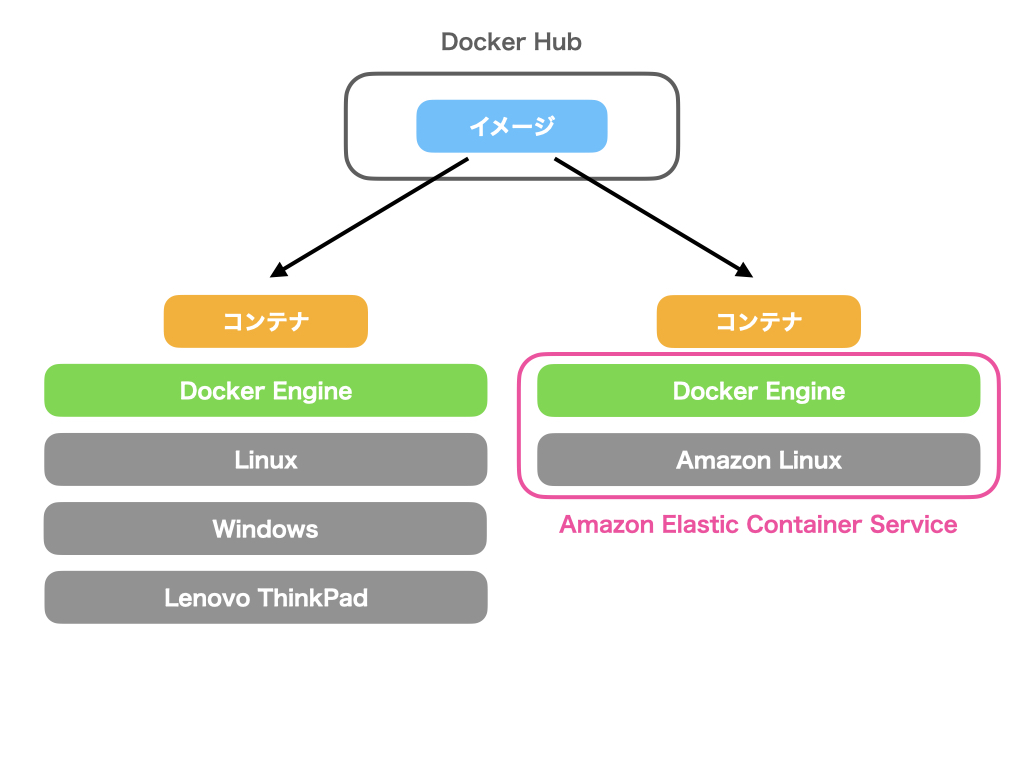 Docker Hub
イメージ
コンテナ
Docker Engine
Linux
Windows
Lenovo ThinkPad
コンテナ
Docker Engine
Amazon Linux
Amazon Elastic Container Service